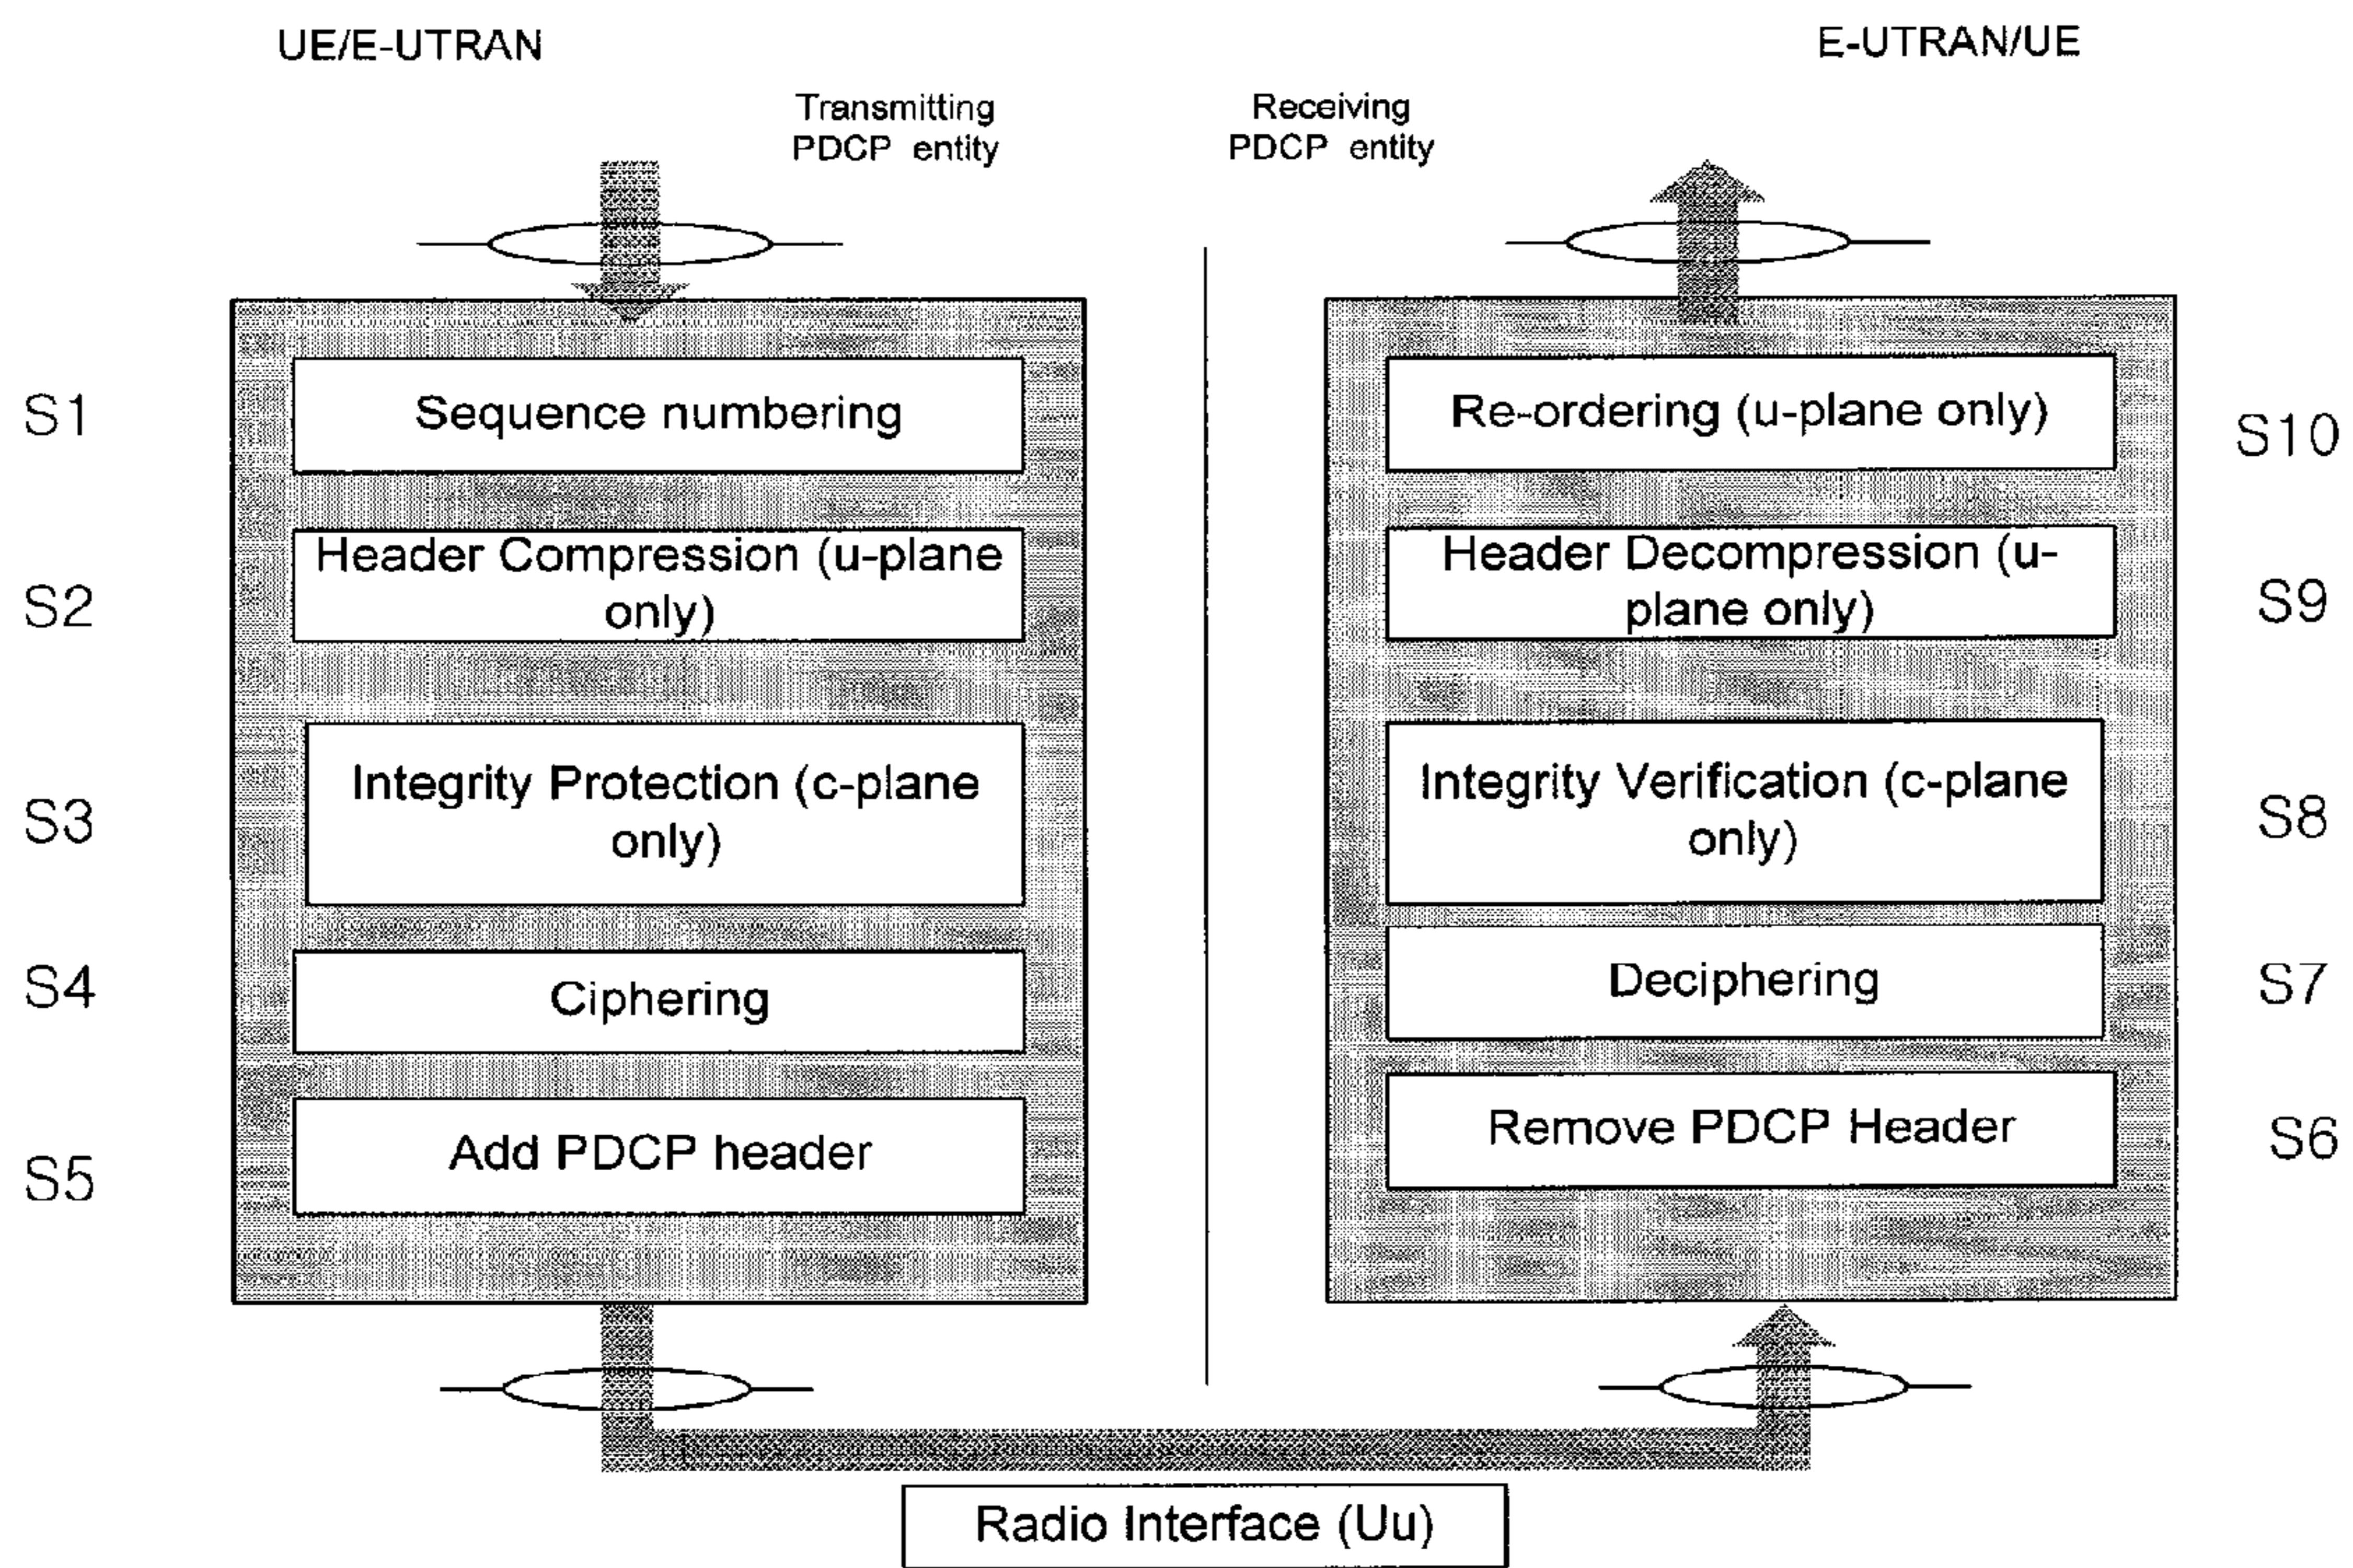 UE/E-UTRAN
E-UTRAN/UE
Transmitting
PDCP entity
Receiving
PDCP entity
S1
Sequence numbering
S2
Header Compression (u-plane
only)
S3
Integrity Protection (c-plane
only)
S4
Ciphering
S5
Add PDCP header
Re-ordering (u-plane only)
S10
Header Decompression (u-
plane only)
S9
Integrity Verification (c-plane
only)
S8
Deciphering
S7
Remove PDCP Header
S6
Radio Interface (Uu)